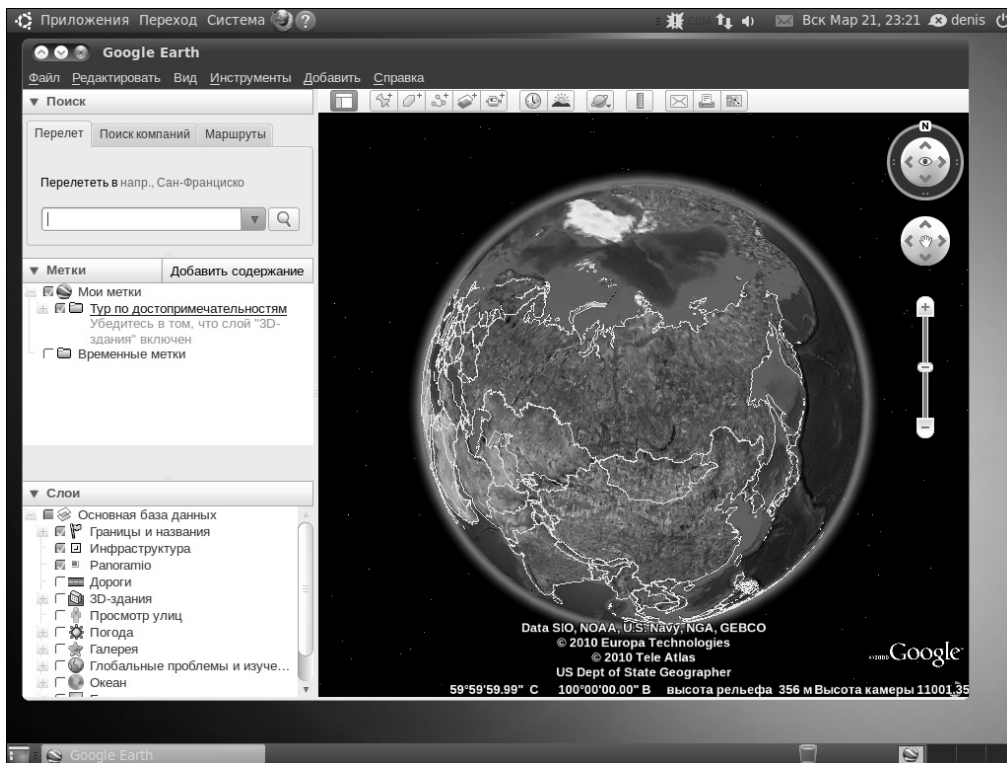 Приложения Переход Система
США
Вск Мар 21, 23:21 denis
Google Earth
Файл Редактировать Вид Инструменты Добавить Справка
Поиск
Перелет Поиск компаний Маршруты
Перелететь в напр., Сан-Франциско
Метки Добавить содержание
Мои метки
Тур по достопримечательностям
Убедитесь в том, что слой "3D-
здания" включен
Временные метки
Слои
Основная база данных
Границы и названия
Инфраструктура
Panoramio
Дороги
3D-здания
Просмотр улиц
Погода
Галерея
Глобальные проблемы и изуче...
Океан
N
Data SIO, NOAA, U.S. Navy, NGA, GEBCO
© 2010 Europa Technologies
© 2010 Tele Atlas
US Dept of State Geographer
©2009 Google
59°59'59.99" С 100°00'00.00" В высота рельефа 356 м Высота камеры 11001.35
Google Earth